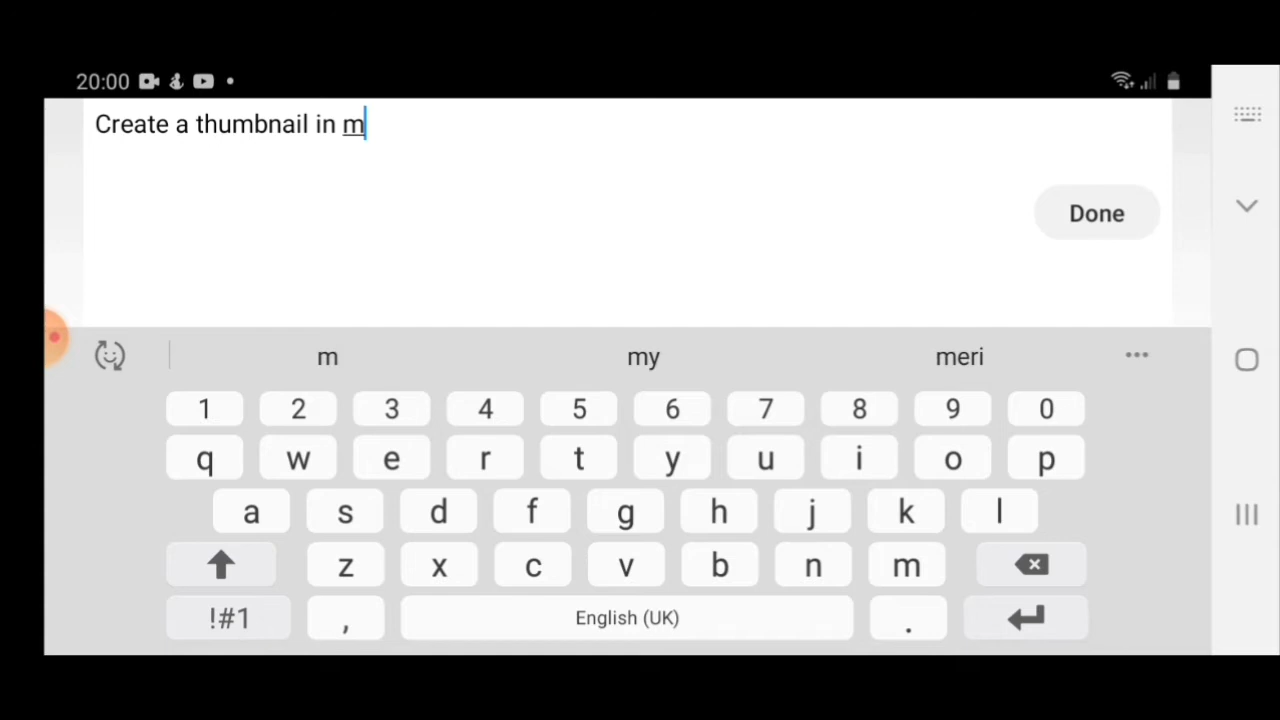 20:00
Create a thumbnail in m
Done
m my meri
1 2 3 4 5 6 7 8 9 0
q w e r t y u i o p
a s d f g h j k l
z x c v b n m
!#1 , English (UK) .